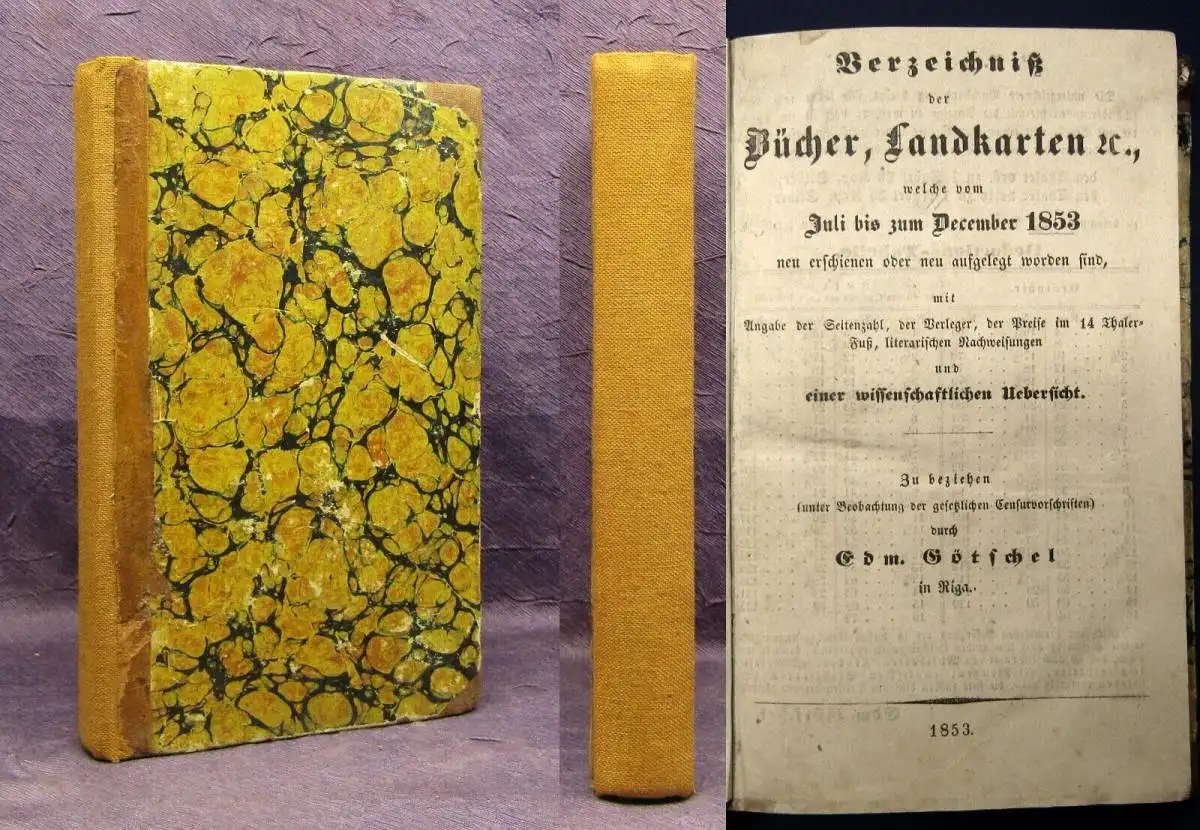 Verzeichniß
der
Bücher, Landkarten ꝛc.,
welche vom
Juli bis zum December 1853
neu erschienen oder neu aufgelegt worden sind,
mit
Angabe der Seitenzahl, der Verleger, der Preise im 14 Thaler-
Fuß, literarischen Nachweisungen
und
einer wissenschaftlichen Uebersicht.
Zu beziehen
(unter Beobachtung der gesetzlichen Censurvorschriften)
durch
Edm. Götschel
in Riga.
1853.